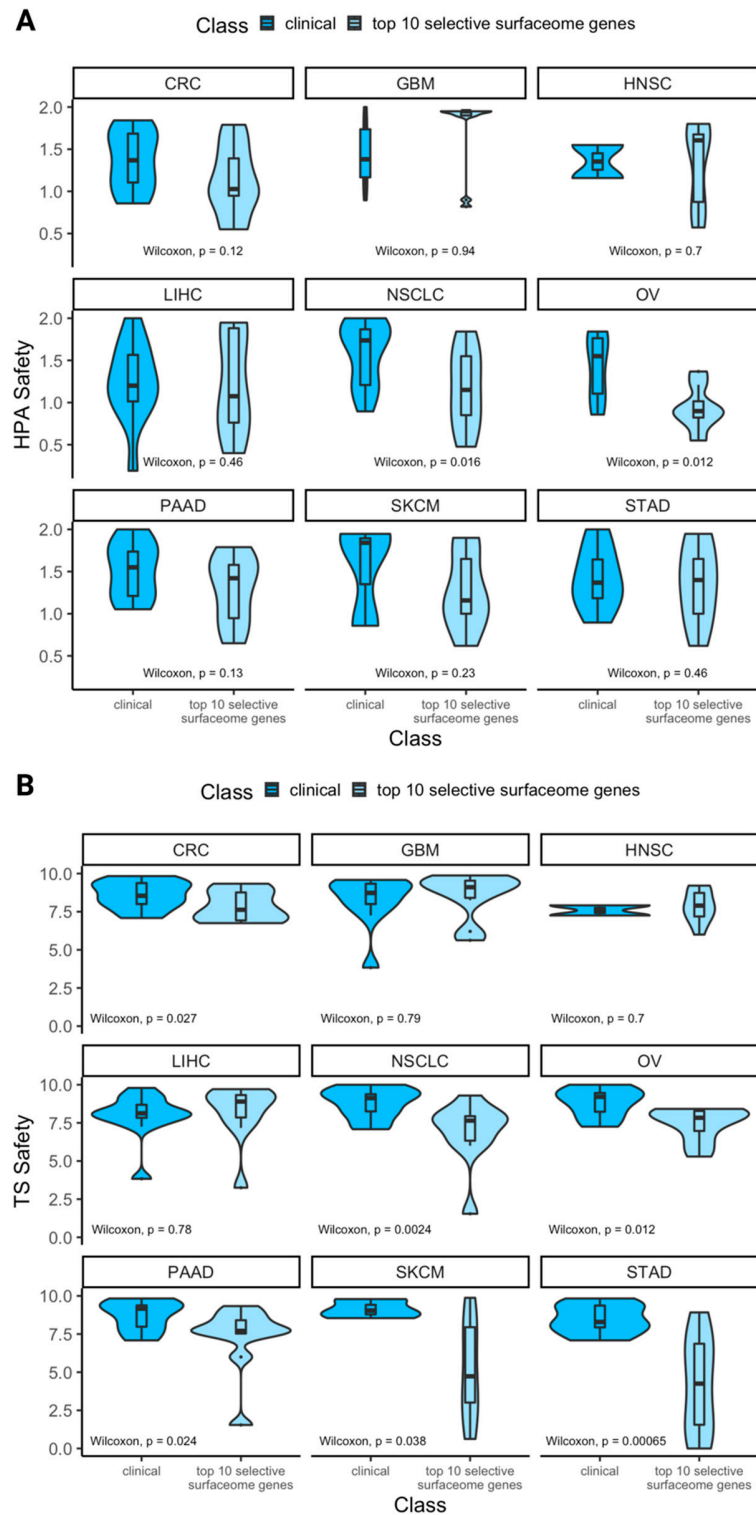 A
Class clinical top 10 selective surfaceome genes
CRC GBM HNSC
2.0
1.5
1.0
0.5
Wilcoxon, p = 0.12 Wilcoxon, p = 0.94 Wilcoxon, p = 0.7
LIHC NSCLC OV
HPA Safety
2.0
1.5
1.0
0.5
Wilcoxon, p = 0.46 Wilcoxon, p = 0.016 Wilcoxon, p = 0.012
PAAD SKCM STAD
2.0
1.5
1.0
0.5
Wilcoxon, p = 0.13 Wilcoxon, p = 0.23 Wilcoxon, p = 0.46
clinical top 10 selective clinical top 10 selective clinical top 10 selective
surfaceome genes surfaceome genes surfaceome genes
Class
B
Class clinical top 10 selective surfaceome genes
CRC GBM HNSC
10.0
7.5
5.0
2.5
0.0
Wilcoxon, p = 0.027 Wilcoxon, p = 0.79 Wilcoxon, p = 0.7
LIHC NSCLC OV
TS Safety
10.0
7.5
5.0
2.5
0.0
Wilcoxon, p = 0.78 Wilcoxon, p = 0.0024 Wilcoxon, p = 0.012
PAAD SKCM STAD
10.0
7.5
5.0
2.5
0.0
Wilcoxon, p = 0.024 Wilcoxon, p = 0.038 Wilcoxon, p = 0.00065
clinical top 10 selective clinical top 10 selective clinical top 10 selective
surfaceome genes surfaceome genes surfaceome genes
Class